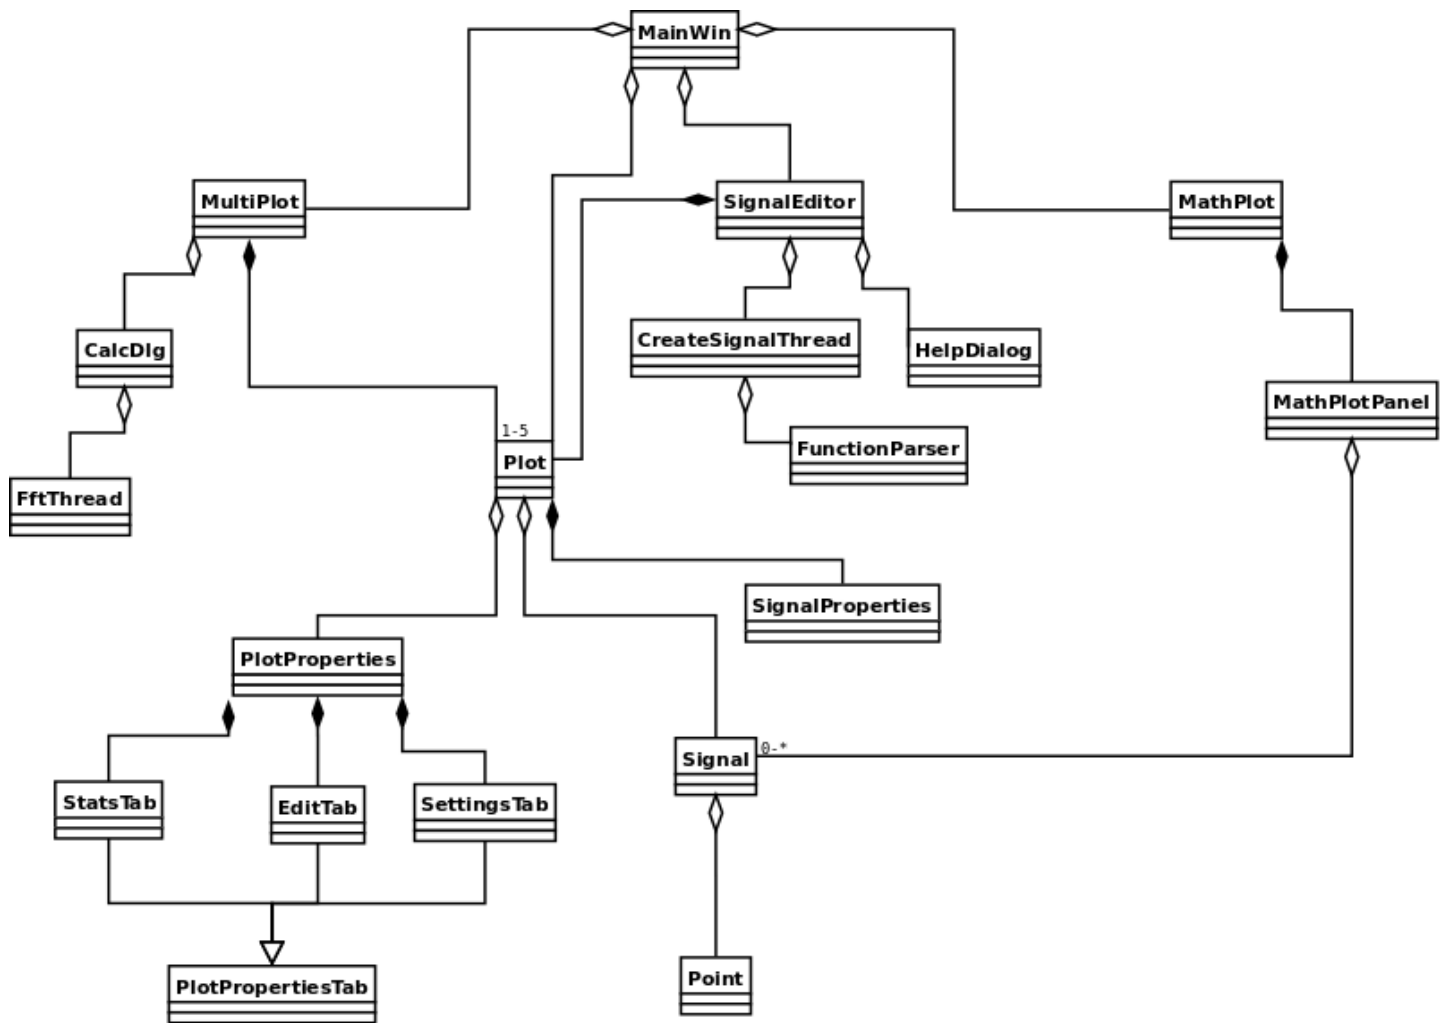 MainWin
MultiPlot
SignalEditor
MathPlot
CalcDlg
CreateSignalThread
HelpDialog
MathPlotPanel
1-5
Plot
FunctionParser
FftThread
SignalProperties
PlotProperties
Signal
0-*
StatsTab
EditTab
SettingsTab
Point
PlotPropertiesTab